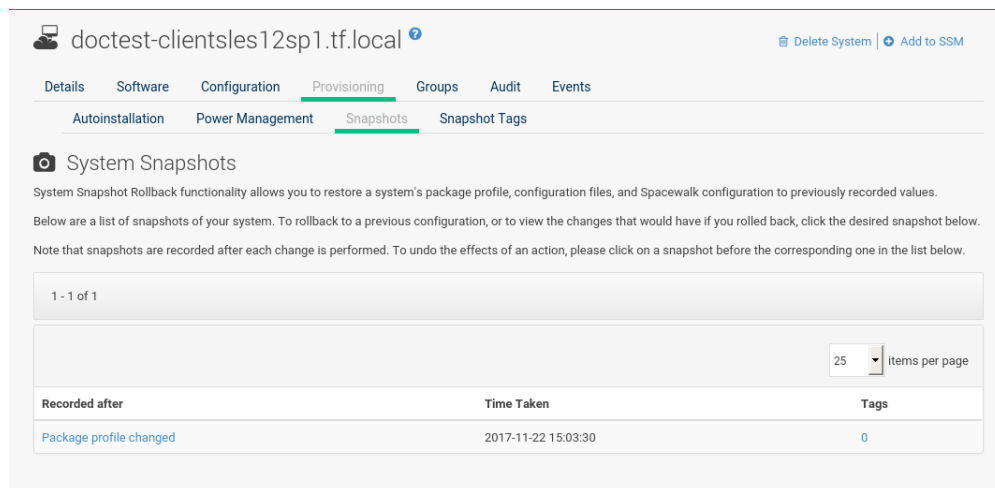 doctest-clientsles12sp1.tf.local ?
Delete System | Add to SSM
Details Software Configuration Provisioning Groups Audit Events
Autoinstallation Power Management Snapshots Snapshot Tags
System Snapshots
System Snapshot Rollback functionality allows you to restore a system's package profile, configuration files, and Spacewalk configuration to previously recorded values.
Below are a list of snapshots of your system. To rollback to a previous configuration, or to view the changes that would have if you rolled back, click the desired snapshot below.
Note that snapshots are recorded after each change is performed. To undo the effects of an action, please click on a snapshot before the corresponding one in the list below.
1 - 1 of 1
25 items per page
Recorded after Time Taken Tags
Package profile changed 2017-11-22 15:03:30 0